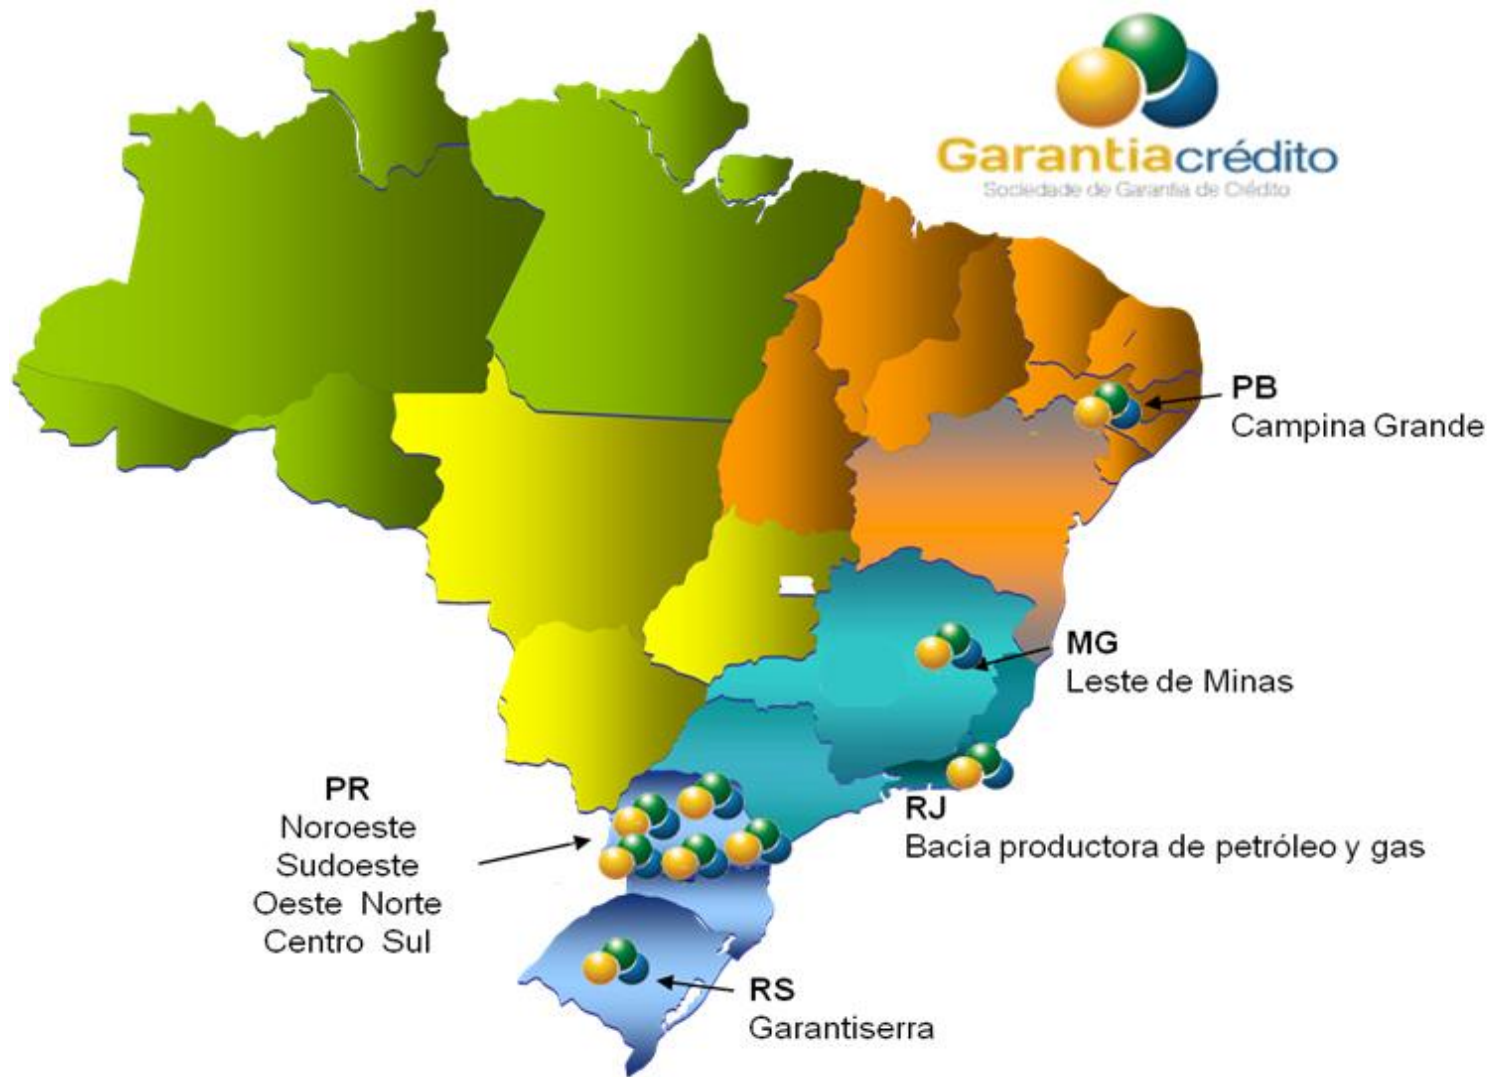 Garantiacrédito
Sociedade de Garantia de Crédito
PB
Campina Grande
MG
Leste de Minas
RJ
Bacía productora de petróleo y gas
PR
Noroeste
Sudoeste
Oeste Norte
Centro Sul
RS
Garantiserra